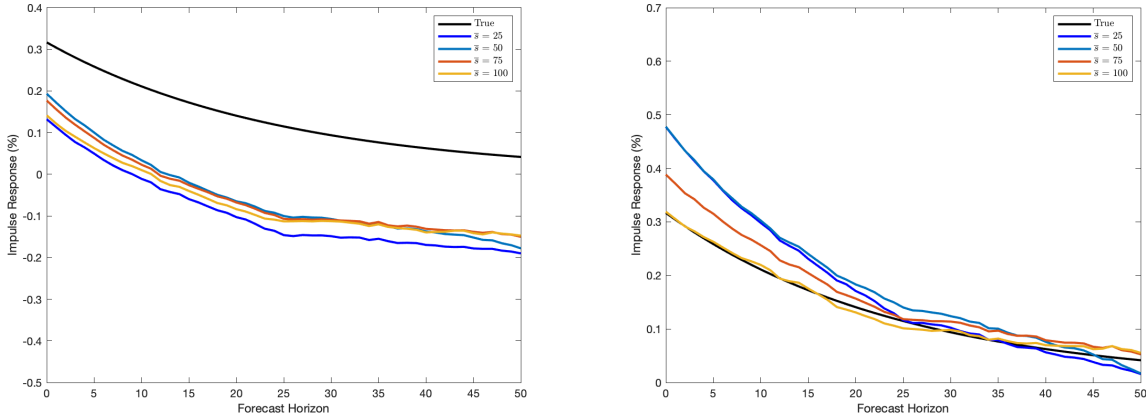 0.4
0.3
0.2
0.1
0
-0.1
-0.2
-0.3
-0.4
-0.5
0 5 10 15 20 25 30 35 40 45 50
Impulse Response (%)
Forecast Horizon
True
s̄ = 25
s̄ = 50
s̄ = 75
s̄ = 100
0.7
0.6
0.5
0.4
0.3
0.2
0.1
0
0 5 10 15 20 25 30 35 40 45 50
Impulse Response (%)
Forecast Horizon
True
s̄ = 25
s̄ = 50
s̄ = 75
s̄ = 100